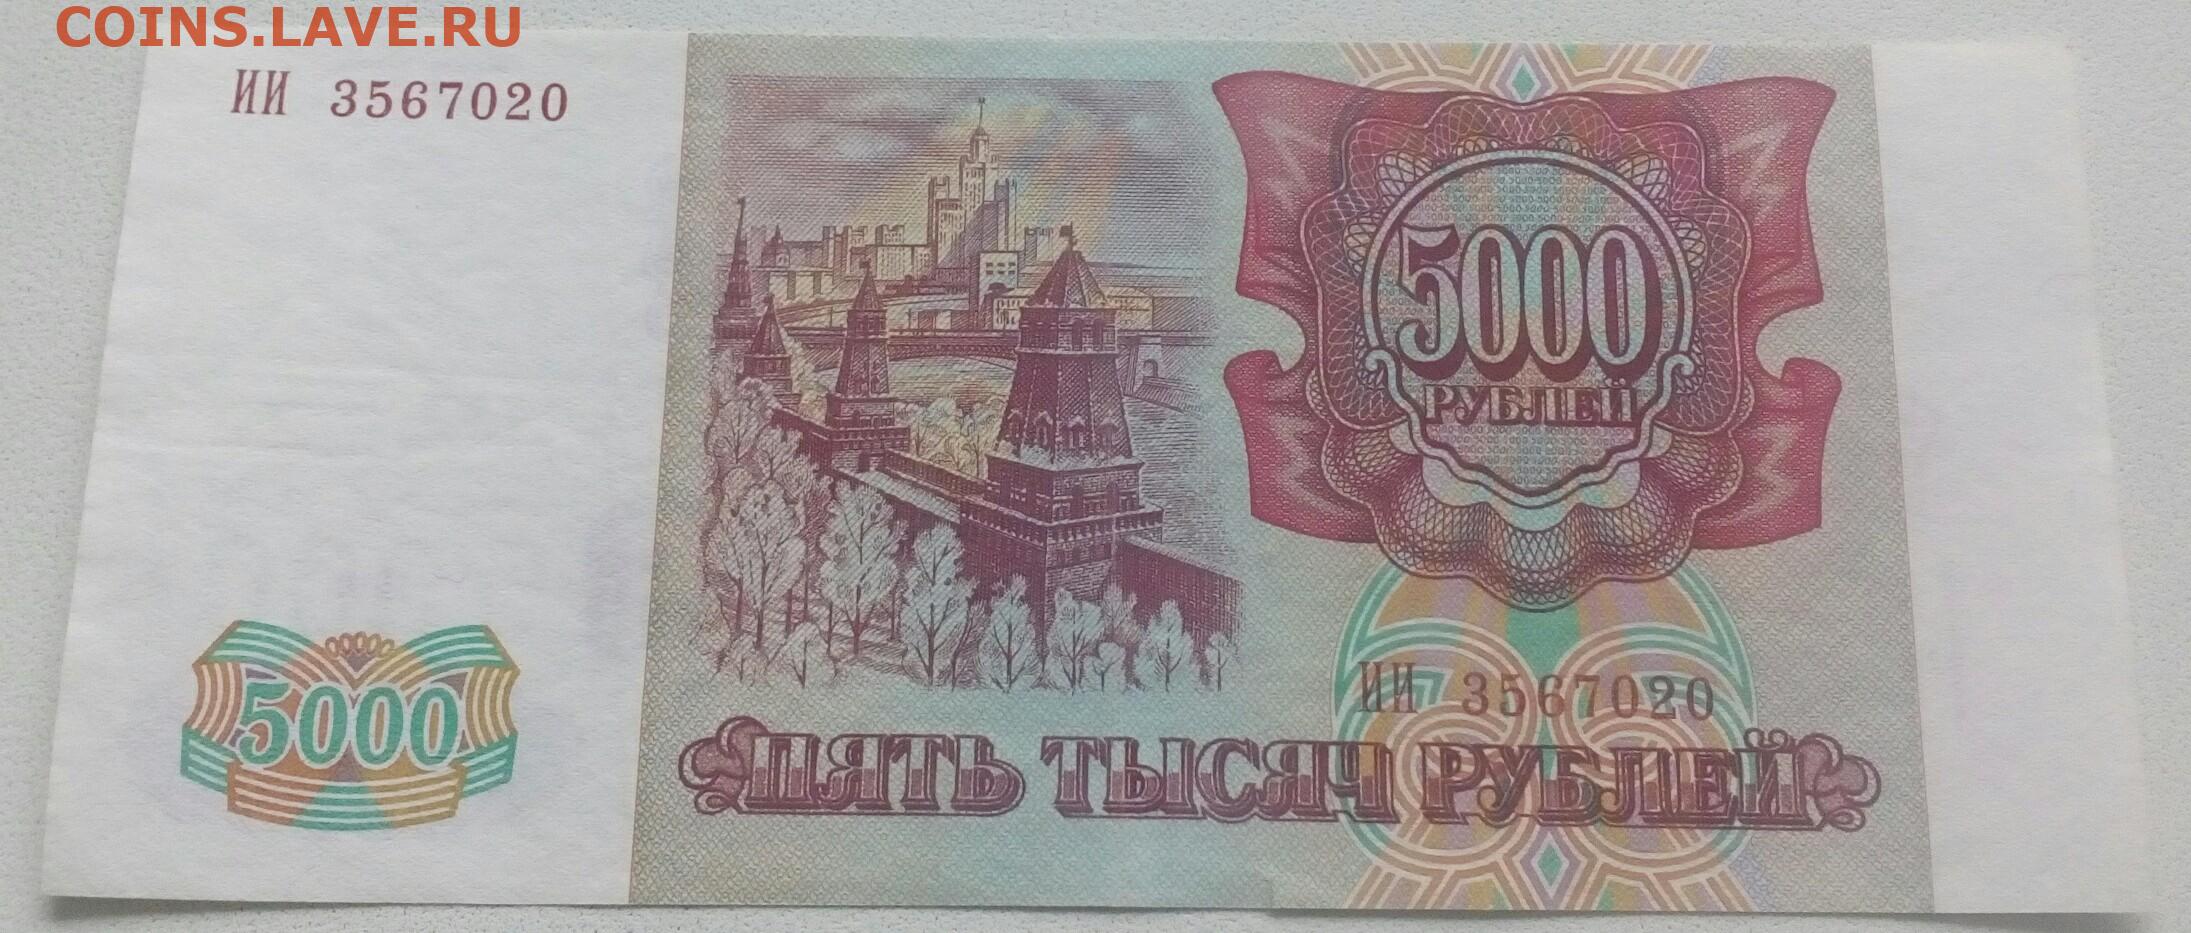 COINS.LAVE.RU
ИИ 3567020
5000
РУБЛЕЙ
ИИ 3567020
5000
ПЯТЬ ТЫСЯЧ РУБЛЕЙ